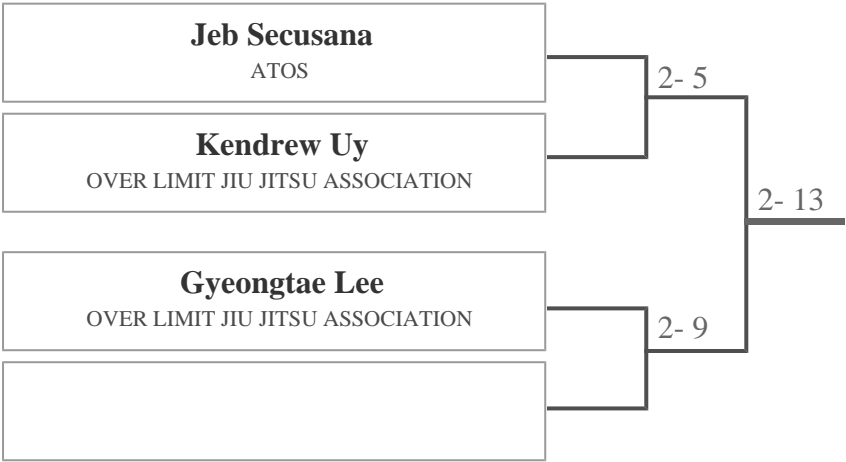 Jeb Secusana
ATOS
2- 5
Kendrew Uy
OVER LIMIT JIU JITSU ASSOCIATION
2- 13
Gyeongtae Lee
OVER LIMIT JIU JITSU ASSOCIATION
2- 9